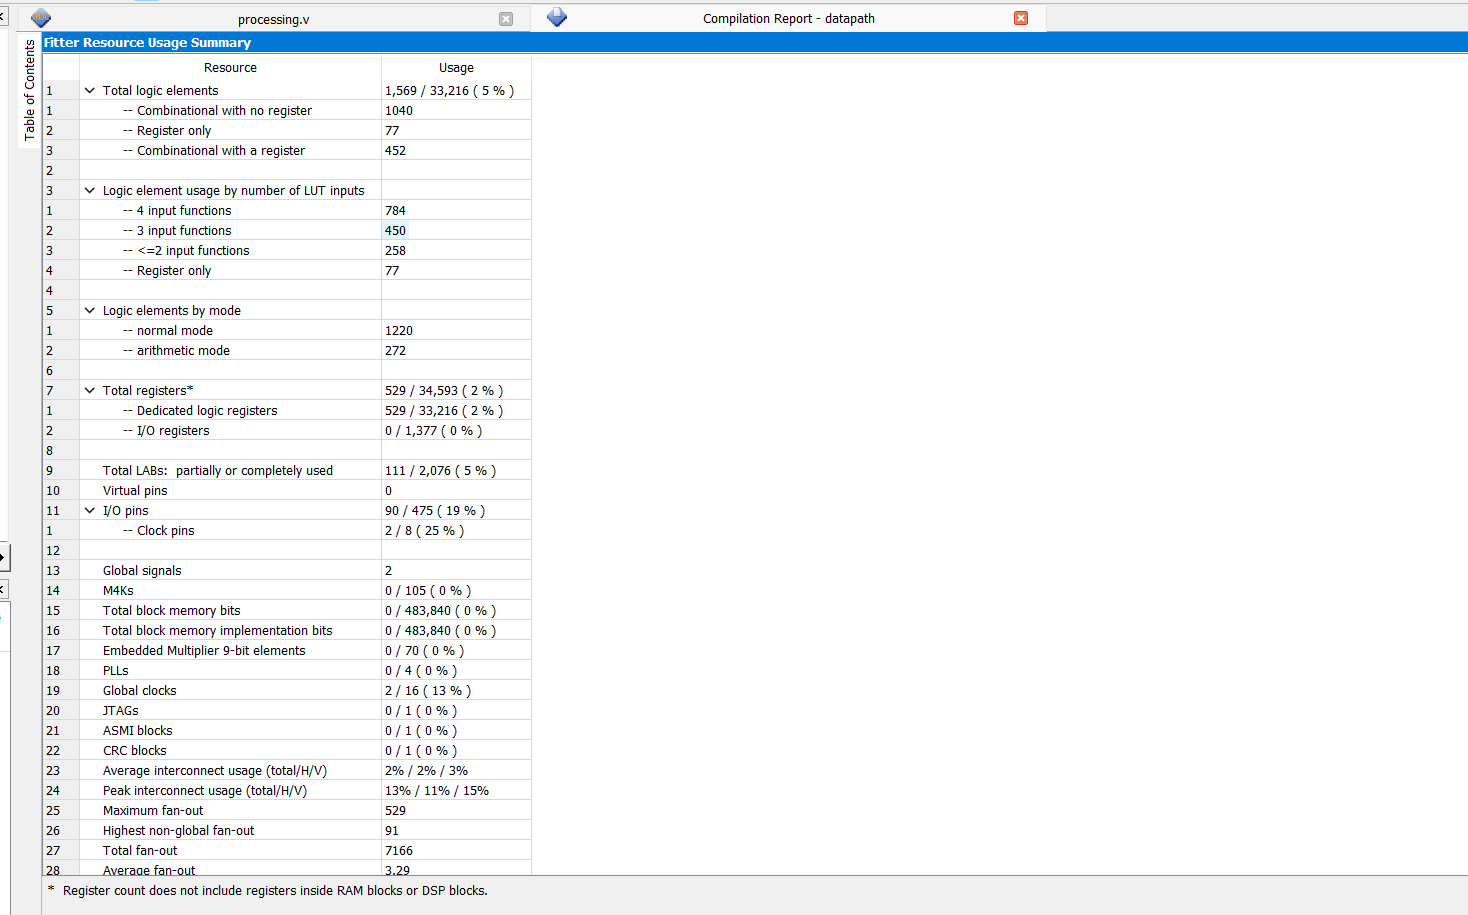 processing.v
Compilation Report - datapath
Table of Contents
Fitter Resource Usage Summary
Resource Usage
1 Total logic elements 1,569 / 33,216 ( 5 % )
1 -- Combinational with no register 1040
2 -- Register only 77
3 -- Combinational with a register 452
2
3 Logic element usage by number of LUT inputs
1 -- 4 input functions 784
2 -- 3 input functions 450
3 -- <=2 input functions 258
4 -- Register only 77
4
5 Logic elements by mode
1 -- normal mode 1220
2 -- arithmetic mode 272
6
7 Total registers* 529 / 34,593 ( 2 % )
1 -- Dedicated logic registers 529 / 33,216 ( 2 % )
2 -- I/O registers 0 / 1,377 ( 0 % )
8
9 Total LABs:  partially or completely used 111 / 2,076 ( 5 % )
10 Virtual pins 0
11 I/O pins 90 / 475 ( 19 % )
1 -- Clock pins 2 / 8 ( 25 % )
12
13 Global signals 2
14 M4Ks 0 / 105 ( 0 % )
15 Total block memory bits 0 / 483,840 ( 0 % )
16 Total block memory implementation bits 0 / 483,840 ( 0 % )
17 Embedded Multiplier 9-bit elements 0 / 70 ( 0 % )
18 PLLs 0 / 4 ( 0 % )
19 Global clocks 2 / 16 ( 13 % )
20 JTAGs 0 / 1 ( 0 % )
21 ASMI blocks 0 / 1 ( 0 % )
22 CRC blocks 0 / 1 ( 0 % )
23 Average interconnect usage (total/H/V) 2% / 2% / 3%
24 Peak interconnect usage (total/H/V) 13% / 11% / 15%
25 Maximum fan-out 529
26 Highest non-global fan-out 91
27 Total fan-out 7166
28 Average fan-out 3.29
* Register count does not include registers inside RAM blocks or DSP blocks.